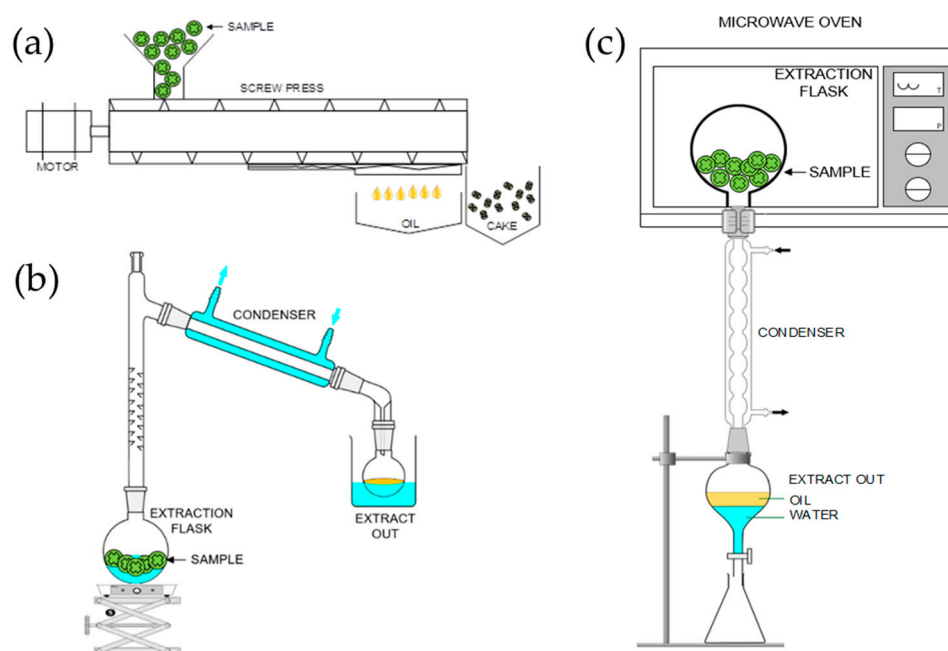 (a)
SAMPLE
SCREW PRESS
MOTOR
OIL
CAKE
(b)
CONDENSER
EXTRACTION
FLASK
SAMPLE
EXTRACT
OUT
(c)
MICROWAVE OVEN
EXTRACTION
FLASK
T
P
SAMPLE
CONDENSER
EXTRACT OUT
OIL
WATER